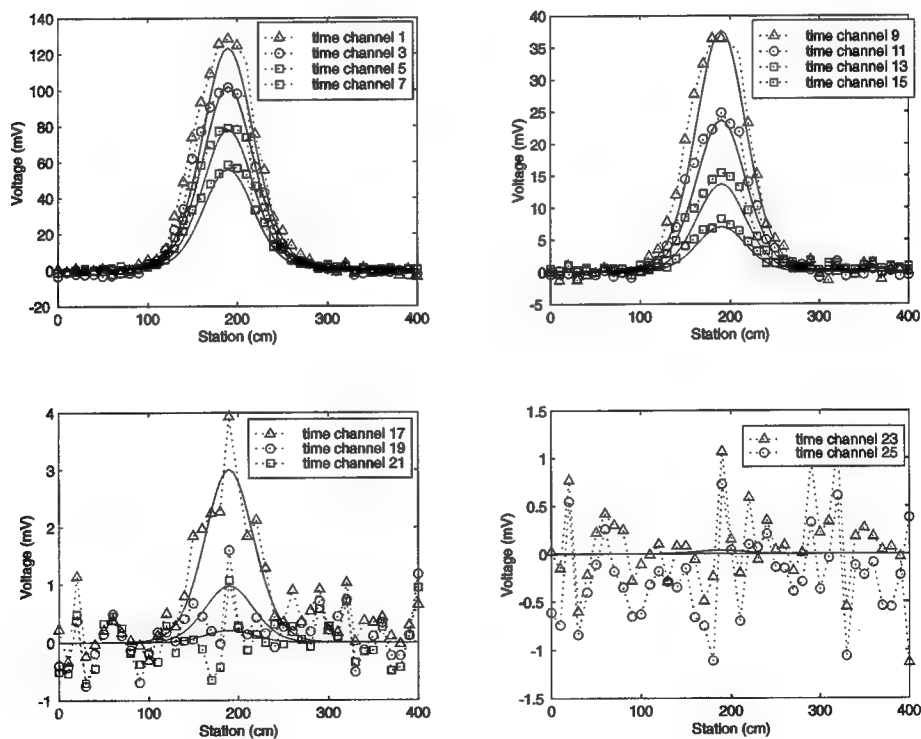 140
120
100
80
60
40
20
0
-20
Voltage (mV)
time channel 1
time channel 3
time channel 5
time channel 7
0 100 200 300 400
Station (cm)
40
35
30
25
20
15
10
5
0
-5
Voltage (mV)
time channel 9
time channel 11
time channel 13
time channel 15
0 100 200 300 400
Station (cm)
4
3
2
1
0
-1
Voltage (mV)
time channel 17
time channel 19
time channel 21
0 100 200 300 400
Station (cm)
1.5
1
0.5
0
-0.5
-1
-1.5
Voltage (mV)
time channel 23
time channel 25
0 100 200 300 400
Station (cm)